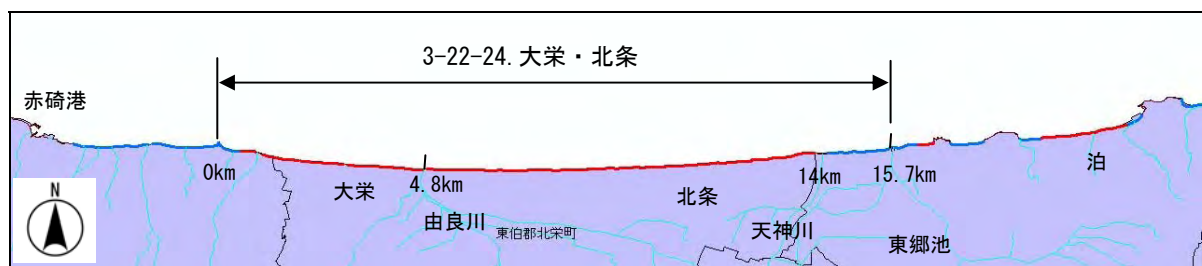 3-22-24.大栄・北条
赤碕港
0km
大栄
4.8km
北条
14km
15.7km
泊
由良川
東伯郡北栄町
天神川
東郷池
N